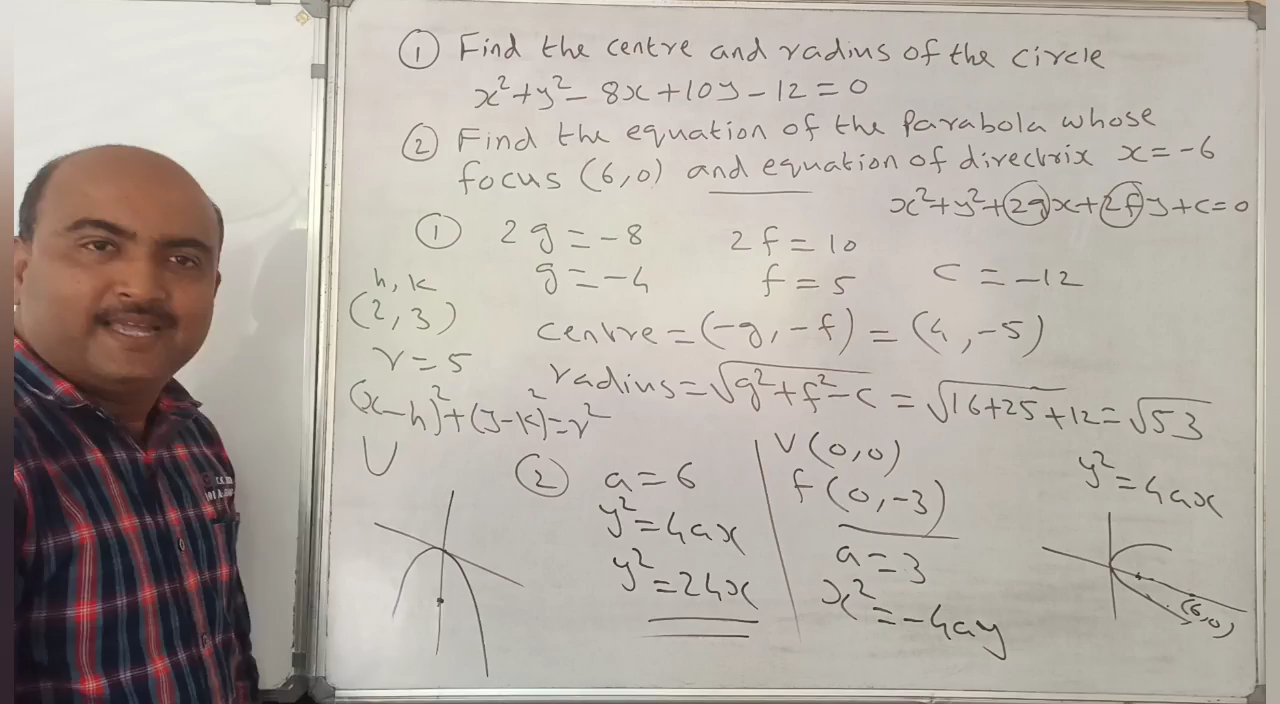 ① Find the centre and radius of the circle
x²+y²- 8x+10y-12=0
② Find the equation of the parabola whose
focus (6,0) and equation of directrix x=-6
x²+y²+2gx+2fy+c=0
① 2g=-8 2f=10
g=-4 f=5 c=-12
h,k
(2,3)
r=5
(x-h)²+(y-k)²=r²
centre=(-g,-f)=(4,-5)
radius=√g²+f²-c=√16+25+12=√53
② a=6
y²=4ax
y²=24x
V(0,0)
f(0,-3)
a=3
x²=-4ay
y²=4ax
(6,0)